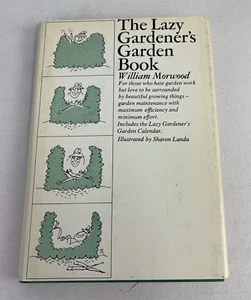 The Lazy
Gardener's
Garden
Book
William Morwood
For those who hate garden work
but love to be surrounded
by beautiful growing things—
garden maintenance with
maximum efficiency and
minimum effort.
Includes the Lazy Gardener's
Garden Calendar.
Illustrated by Sharon Landa